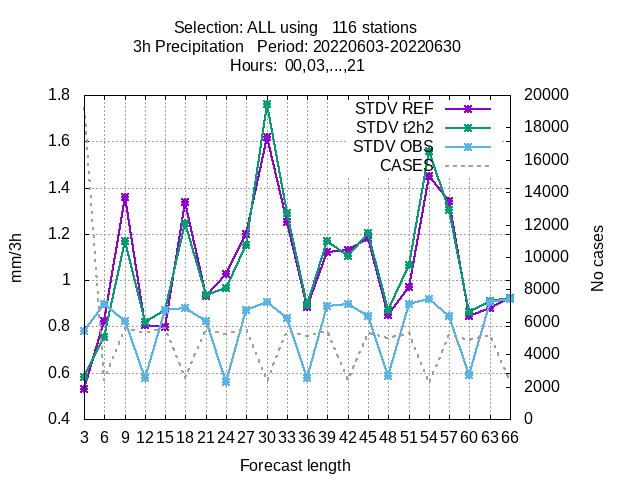 Selection: ALL using   116 stations
3h Precipitation   Period: 20220603-20220630
Hours:  00,03,...,21
STDV REF
STDV t2h2
STDV OBS
CASES
mm/3h
No cases
1.8
1.6
1.4
1.2
1
0.8
0.6
0.4
20000
18000
16000
14000
12000
10000
8000
6000
4000
2000
0
3 6 9 12 15 18 21 24 27 30 33 36 39 42 45 48 51 54 57 60 63 66
Forecast length